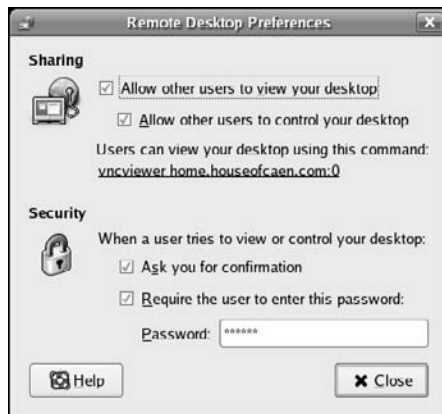 Remote Desktop Preferences
Sharing
Allow other users to view your desktop
Allow other users to control your desktop
Users can view your desktop using this command:
vncviewer home.houseofcaen.com:0
Security
When a user tries to view or control your desktop:
Ask you for confirmation
Require the user to enter this password:
Password: ******
Help
Close